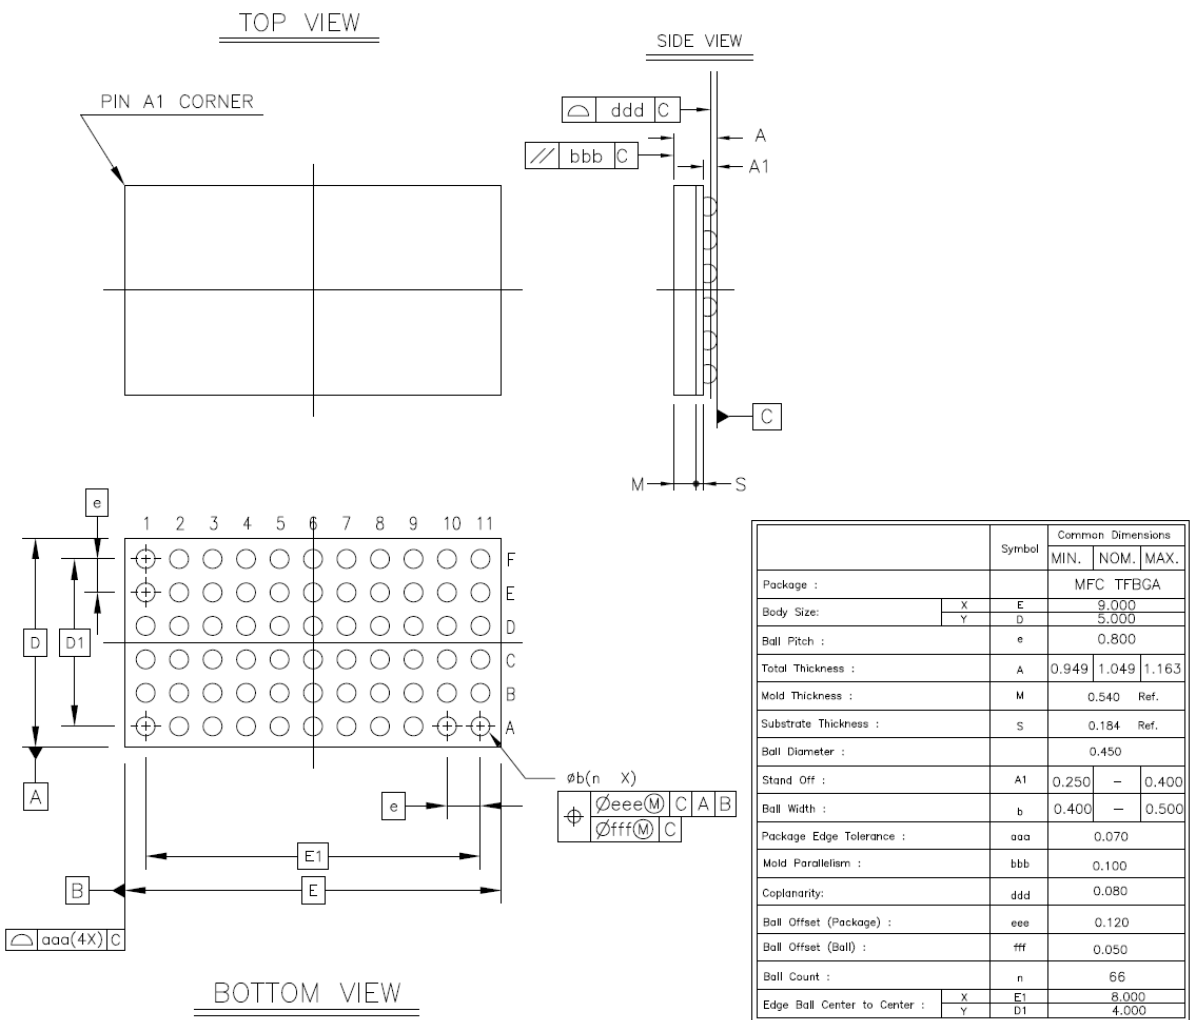 TOP VIEW
SIDE VIEW
PIN A1 CORNER
ddd C
A
// bbb C
A1
C
M S
e
1 2 3 4 5 6 7 8 9 10 11
F
E
D D1 D
C
B
A
A
øb(n X)
e
Øeee Ⓜ C A B
Øfff Ⓜ C
E1
B E
aaa(4X) C
BOTTOM VIEW
Symbol Common Dimensions
MIN. NOM. MAX.
Package : MFC TFBGA
Body Size: X E 9.000
Y D 5.000
Ball Pitch : e 0.800
Total Thickness : A 0.949 1.049 1.163
Mold Thickness : M 0.540 Ref.
Substrate Thickness : S 0.184 Ref.
Ball Diameter : 0.450
Stand Off : A1 0.250 – 0.400
Ball Width : b 0.400 – 0.500
Package Edge Tolerance : aaa 0.070
Mold Parallelism : bbb 0.100
Coplanarity: ddd 0.080
Ball Offset (Package) : eee 0.120
Ball Offset (Ball) : fff 0.050
Ball Count : n 66
Edge Ball Center to Center : X E1 8.000
Y D1 4.000